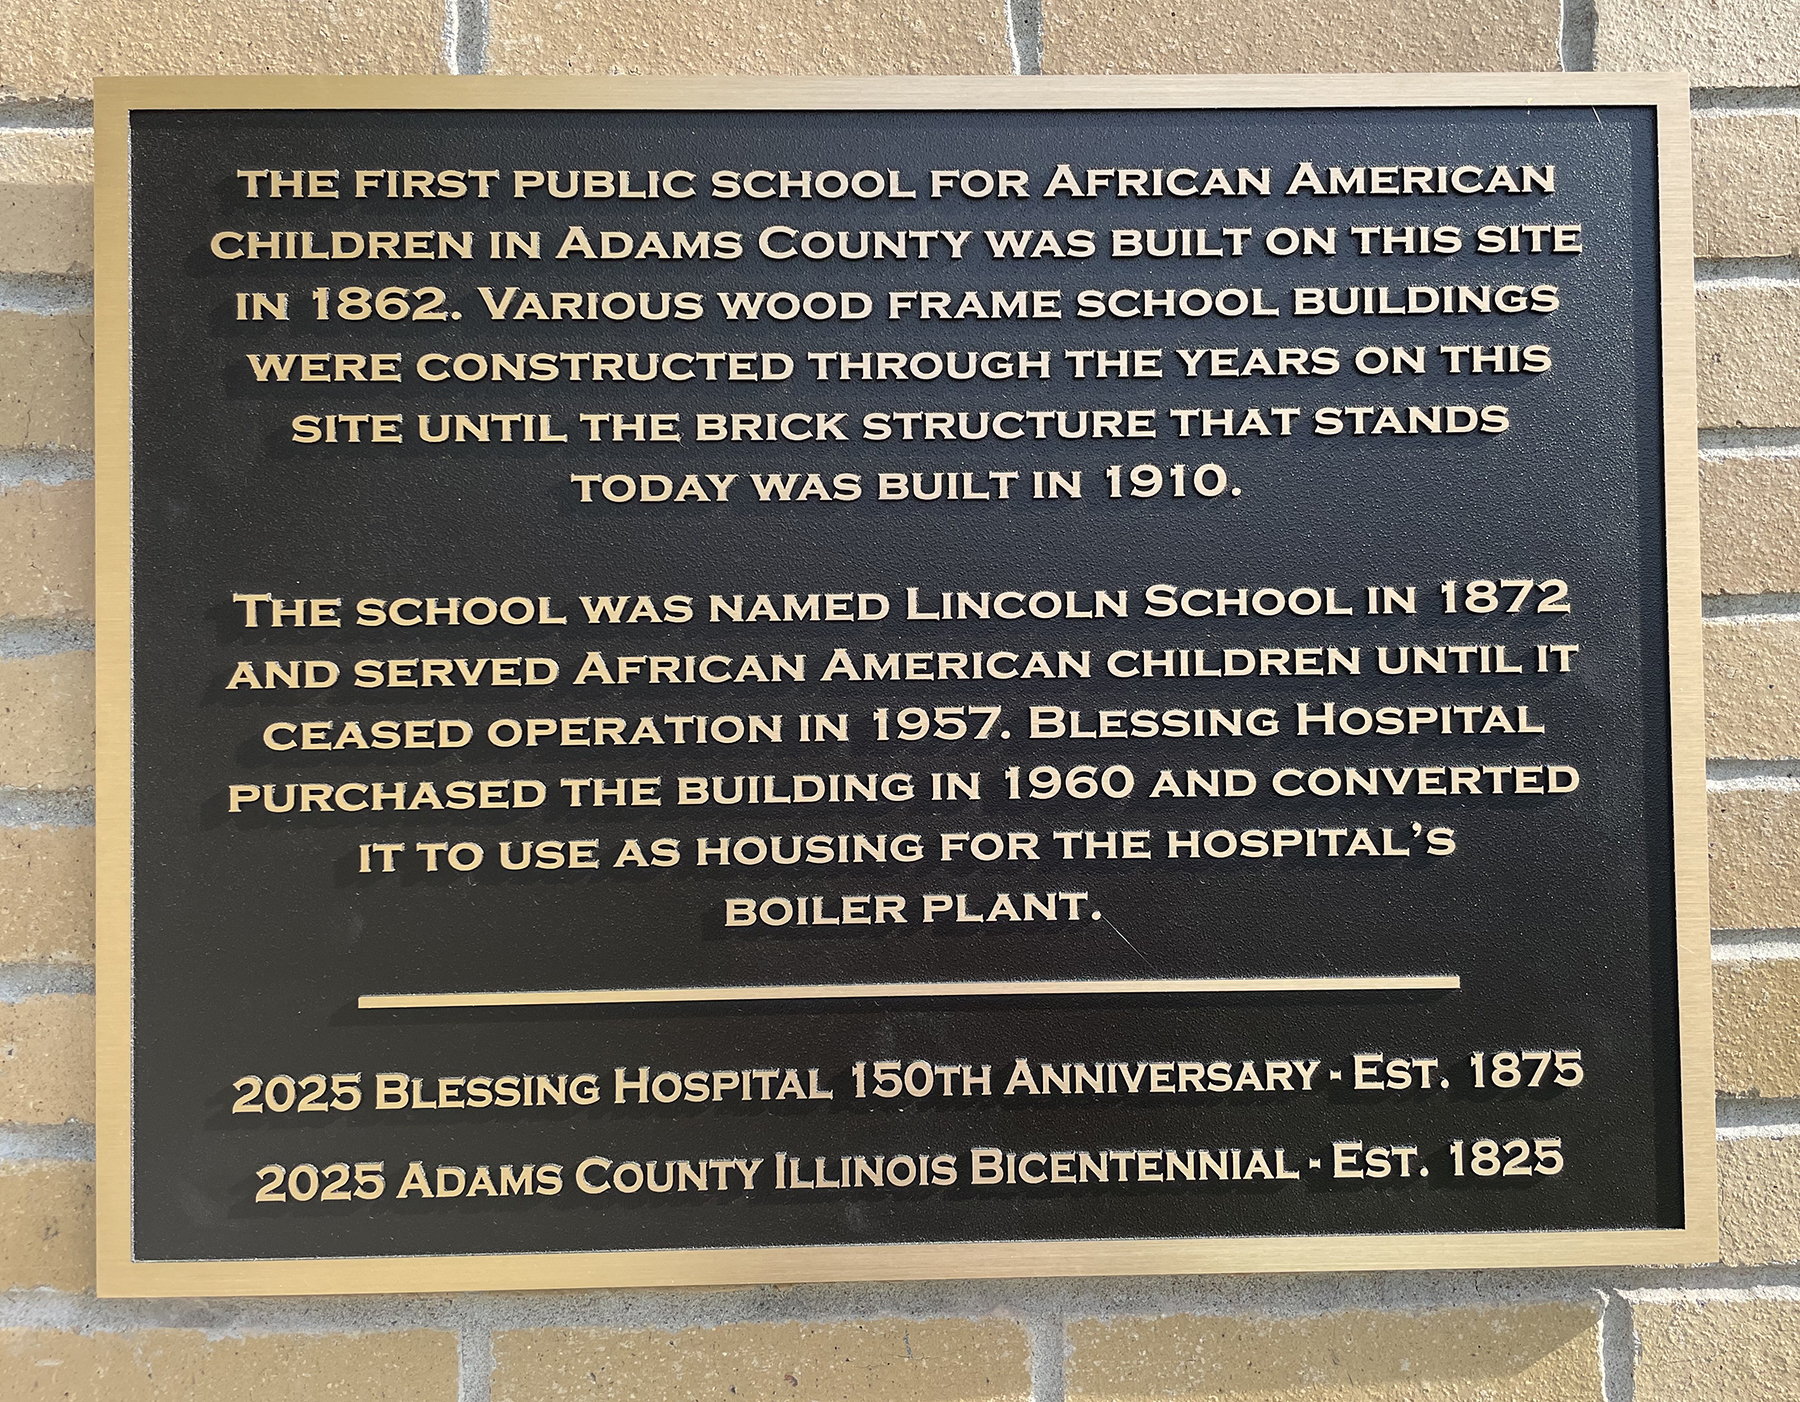 THE FIRST PUBLIC SCHOOL FOR AFRICAN AMERICAN
CHILDREN IN ADAMS COUNTY WAS BUILT ON THIS SITE
IN 1862. VARIOUS WOOD FRAME SCHOOL BUILDINGS
WERE CONSTRUCTED THROUGH THE YEARS ON THIS
SITE UNTIL THE BRICK STRUCTURE THAT STANDS
TODAY WAS BUILT IN 1910.
THE SCHOOL WAS NAMED LINCOLN SCHOOL IN 1872
AND SERVED AFRICAN AMERICAN CHILDREN UNTIL IT
CEASED OPERATION IN 1957. BLESSING HOSPITAL
PURCHASED THE BUILDING IN 1960 AND CONVERTED
IT TO USE AS HOUSING FOR THE HOSPITAL'S
BOILER PLANT.
2025 BLESSING HOSPITAL 150TH ANNIVERSARY - EST. 1875
2025 ADAMS COUNTY ILLINOIS BICENTENNIAL - EST. 1825